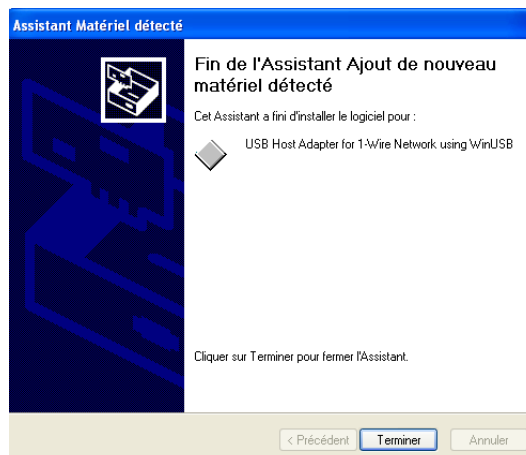 Assistant Matériel détecté
Fin de l'Assistant Ajout de nouveau
matériel détecté
Cet Assistant a fini d'installer le logiciel pour :
USB Host Adapter for 1-Wire Network using WinUSB
Cliquer sur Terminer pour fermer l'Assistant.
< Précédent Terminer Annuler